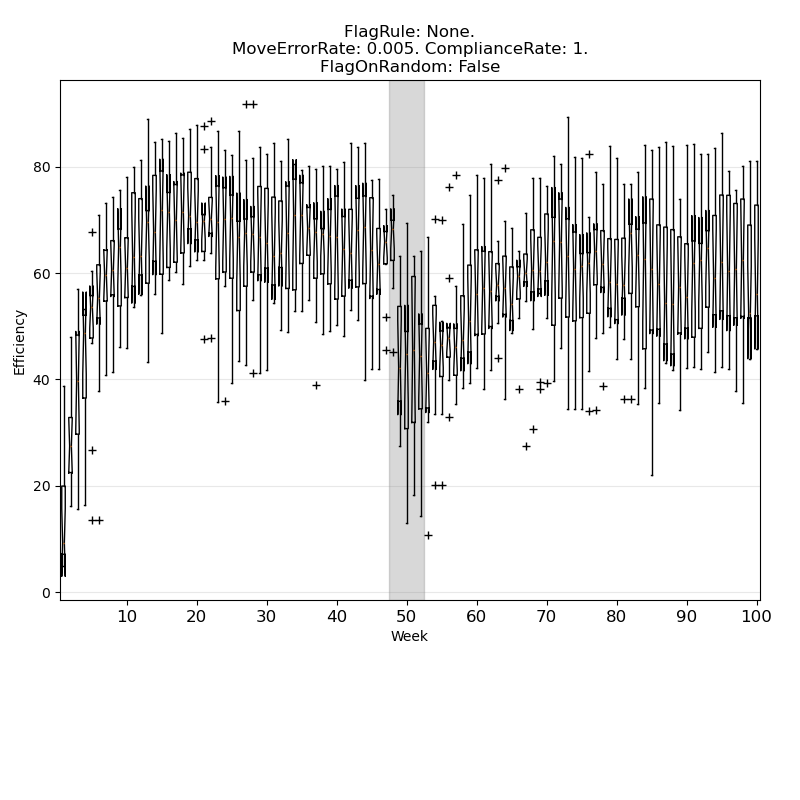 FlagRule: None.
MoveErrorRate: 0.005. ComplianceRate: 1.
FlagOnRandom: False
80
60
40
20
0
Efficiency
10 20 30 40 50 60 70 80 90 100
Week